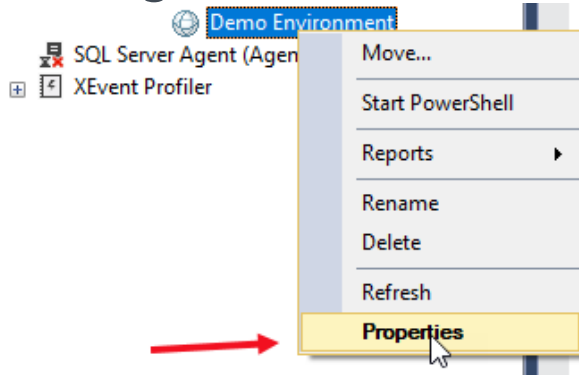 Demo Environment
SQL Server Agent (Agen
XEvent Profiler
Move...
Start PowerShell
Reports
Rename
Delete
Refresh
Properties